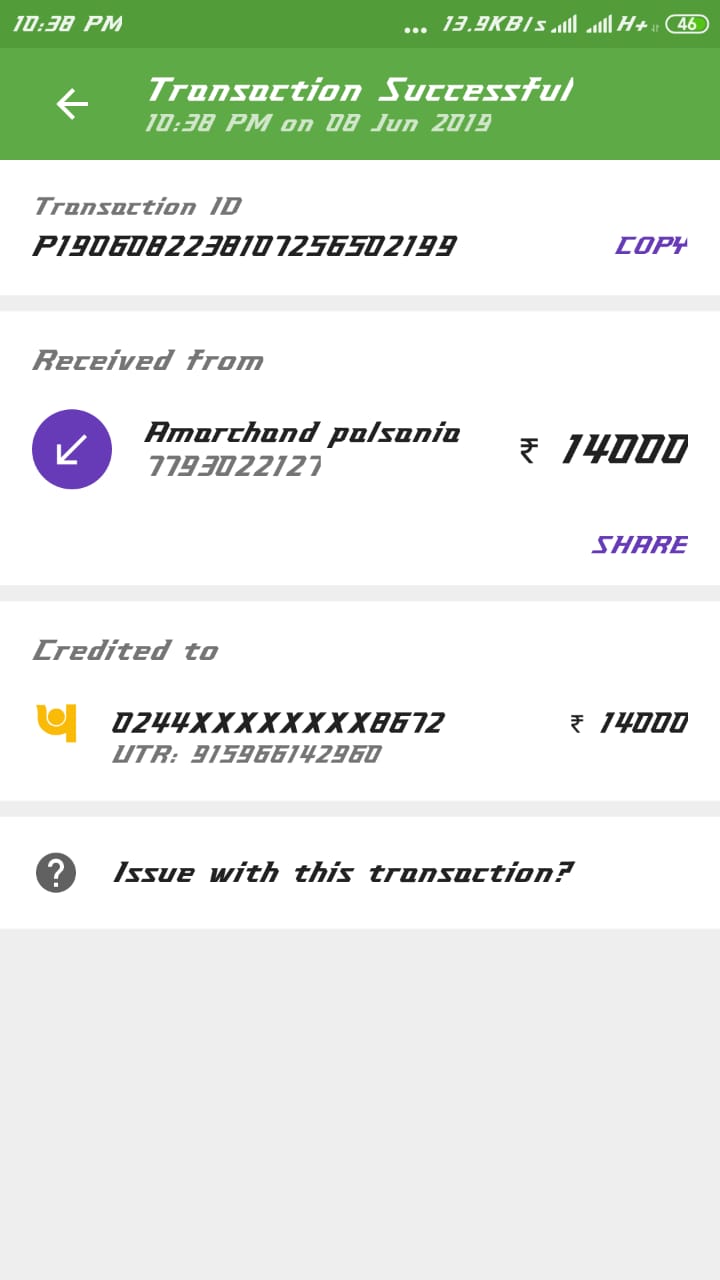 10:38 PM ... 13.9KB/s H+ 46
Transaction Successful
10:38 PM on 08 Jun 2019
Transaction ID
P1906082238107256502199 COPY
Received from
Amarchand palsania ₹ 14000
7793022127
SHARE
Credited to
0244XXXXXXXX8672 ₹ 14000
UTR: 915966142960
Issue with this transaction?